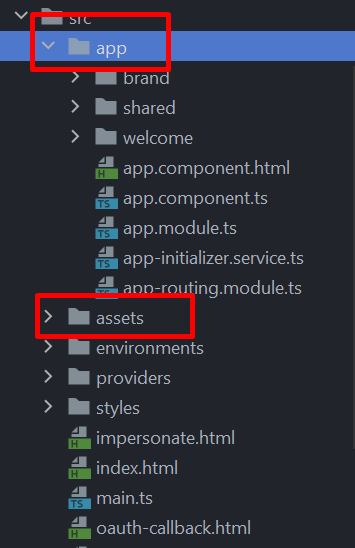 src
app
brand
shared
welcome
H app.component.html
TS app.component.ts
TS app.module.ts
TS app-initializer.service.ts
TS app-routing.module.ts
assets
environments
providers
styles
H impersonate.html
H index.html
TS main.ts
H oauth-callback.html